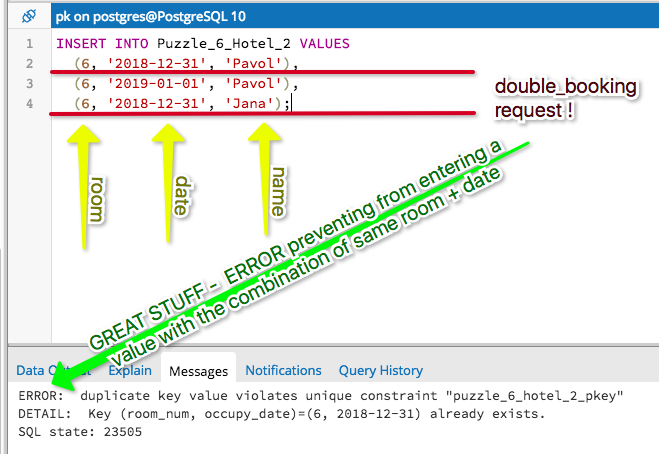 pk on postgres@PostgreSQL 10
1 INSERT INTO Puzzle_6_Hotel_2 VALUES
2 (6, '2018-12-31', 'Pavol'),
3 (6, '2019-01-01', 'Pavol'),
4 (6, '2018-12-31', 'Jana');
double_booking
request !
room
date
name
GREAT STUFF - ERROR preventing from entering a
value with the combination of same room + date
Data Explain Messages Notifications Query History
ERROR: duplicate key value violates unique constraint "puzzle_6_hotel_2_pkey"
DETAIL: Key (room_num, occupy_date)=(6, 2018-12-31) already exists.
SQL state: 23505